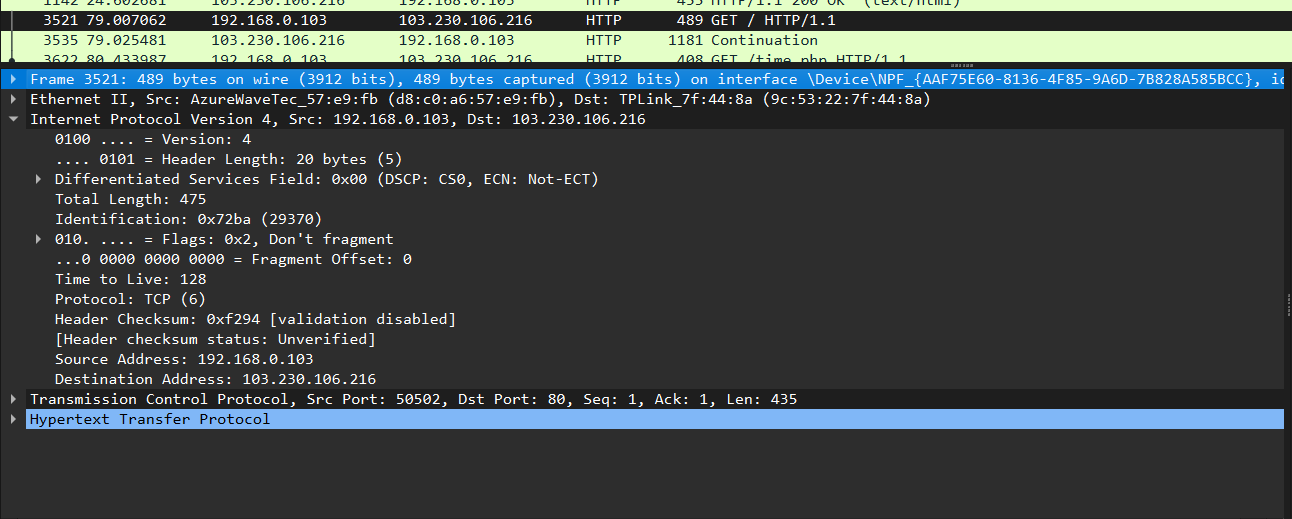 1142 24.602681 192.168.0.103 103.230.106.216 HTTP 455 HTTP/1.1 200 OK (text/html)
3521 79.007062 192.168.0.103 103.230.106.216 HTTP 489 GET / HTTP/1.1
3535 79.025481 103.230.106.216 192.168.0.103 HTTP 1181 Continuation
3622 80.433987 192.168.0.103 103.230.106.216 HTTP 408 GET /time.php HTTP/1.1
Frame 3521: 489 bytes on wire (3912 bits), 489 bytes captured (3912 bits) on interface \Device\NPF_{AAF75E60-8136-4F85-9A6D-7B828A585BCC}, id
Ethernet II, Src: AzureWaveTec_57:e9:fb (d8:c0:a6:57:e9:fb), Dst: TPLink_7f:44:8a (9c:53:22:7f:44:8a)
Internet Protocol Version 4, Src: 192.168.0.103, Dst: 103.230.106.216
0100 .... = Version: 4
.... 0101 = Header Length: 20 bytes (5)
Differentiated Services Field: 0x00 (DSCP: CS0, ECN: Not-ECT)
Total Length: 475
Identification: 0x72ba (29370)
010. .... = Flags: 0x2, Don't fragment
...0 0000 0000 0000 = Fragment Offset: 0
Time to Live: 128
Protocol: TCP (6)
Header Checksum: 0xf294 [validation disabled]
[Header checksum status: Unverified]
Source Address: 192.168.0.103
Destination Address: 103.230.106.216
Transmission Control Protocol, Src Port: 50502, Dst Port: 80, Seq: 1, Ack: 1, Len: 435
Hypertext Transfer Protocol